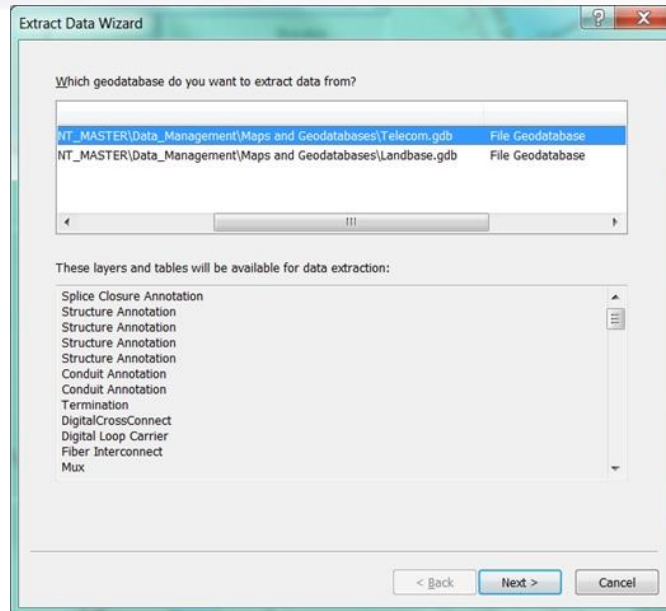 Extract Data Wizard
Which geodatabase do you want to extract data from?
NT_MASTER\Data_Management\Maps and Geodatabases\Telecom.gdb File Geodatabase
NT_MASTER\Data_Management\Maps and Geodatabases\Landbase.gdb File Geodatabase
These layers and tables will be available for data extraction:
Splice Closure Annotation
Structure Annotation
Structure Annotation
Structure Annotation
Structure Annotation
Conduit Annotation
Conduit Annotation
Termination
DigitalCrossConnect
Digital Loop Carrier
Fiber Interconnect
Mux
< Back Next > Cancel